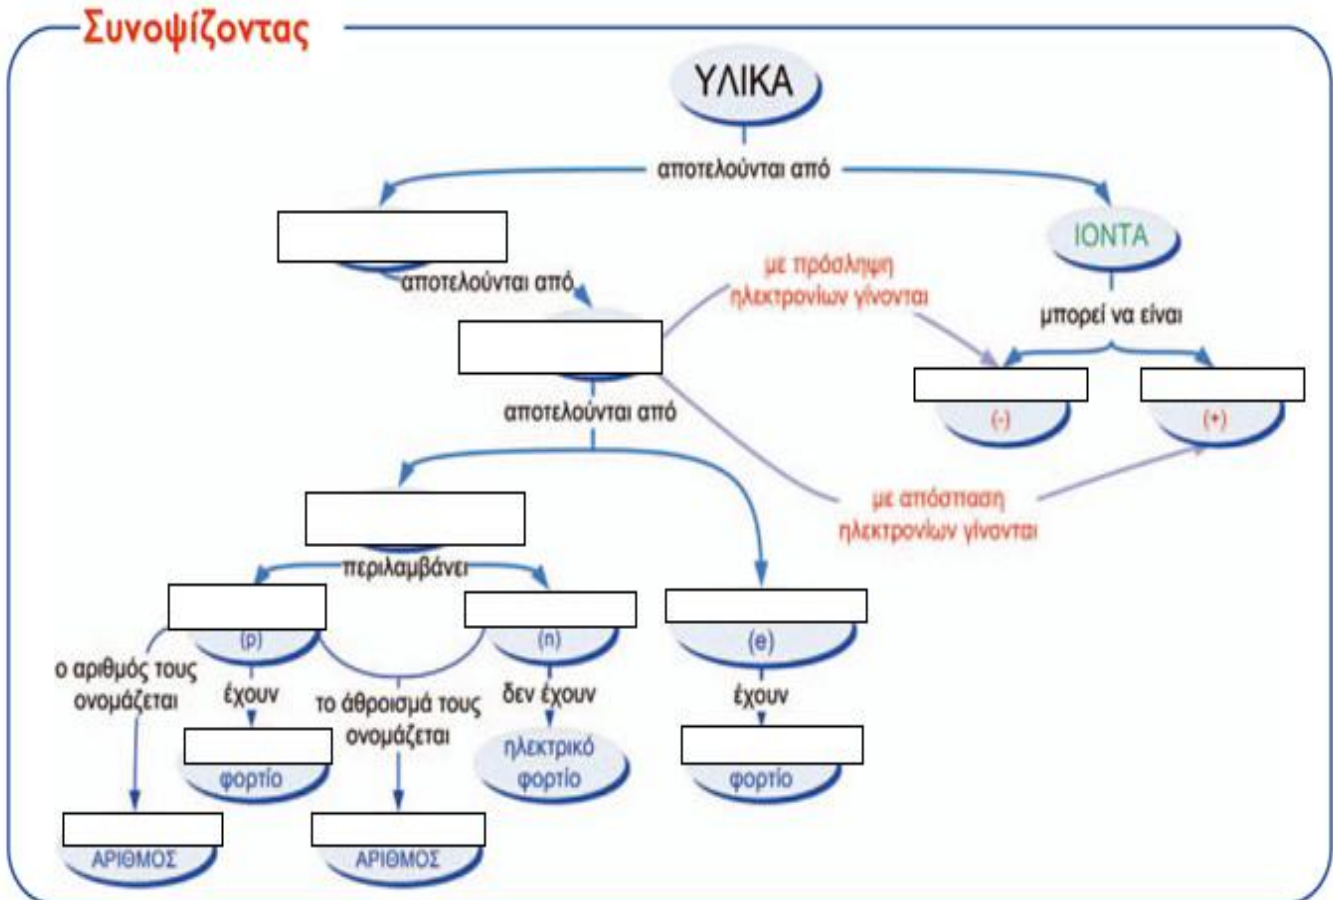 Συνοψίζοντας
ΥΛΙΚΑ
αποτελούνται από
ΙΟΝΤΑ
αποτελούνται από
με πρόσληψη
ηλεκτρονίων γίνονται
μπορεί να είναι
(-)
(+)
αποτελούνται από
με απόσπαση
ηλεκτρονίων γίνονται
περιλαμβάνει
(p)
(n)
(e)
ο αριθμός τους
ονομάζεται
έχουν
το άθροισμά τους
ονομάζεται
δεν έχουν
έχουν
φορτίο
ηλεκτρικό
φορτίο
φορτίο
ΑΡΙΘΜΟΣ
ΑΡΙΘΜΟΣ